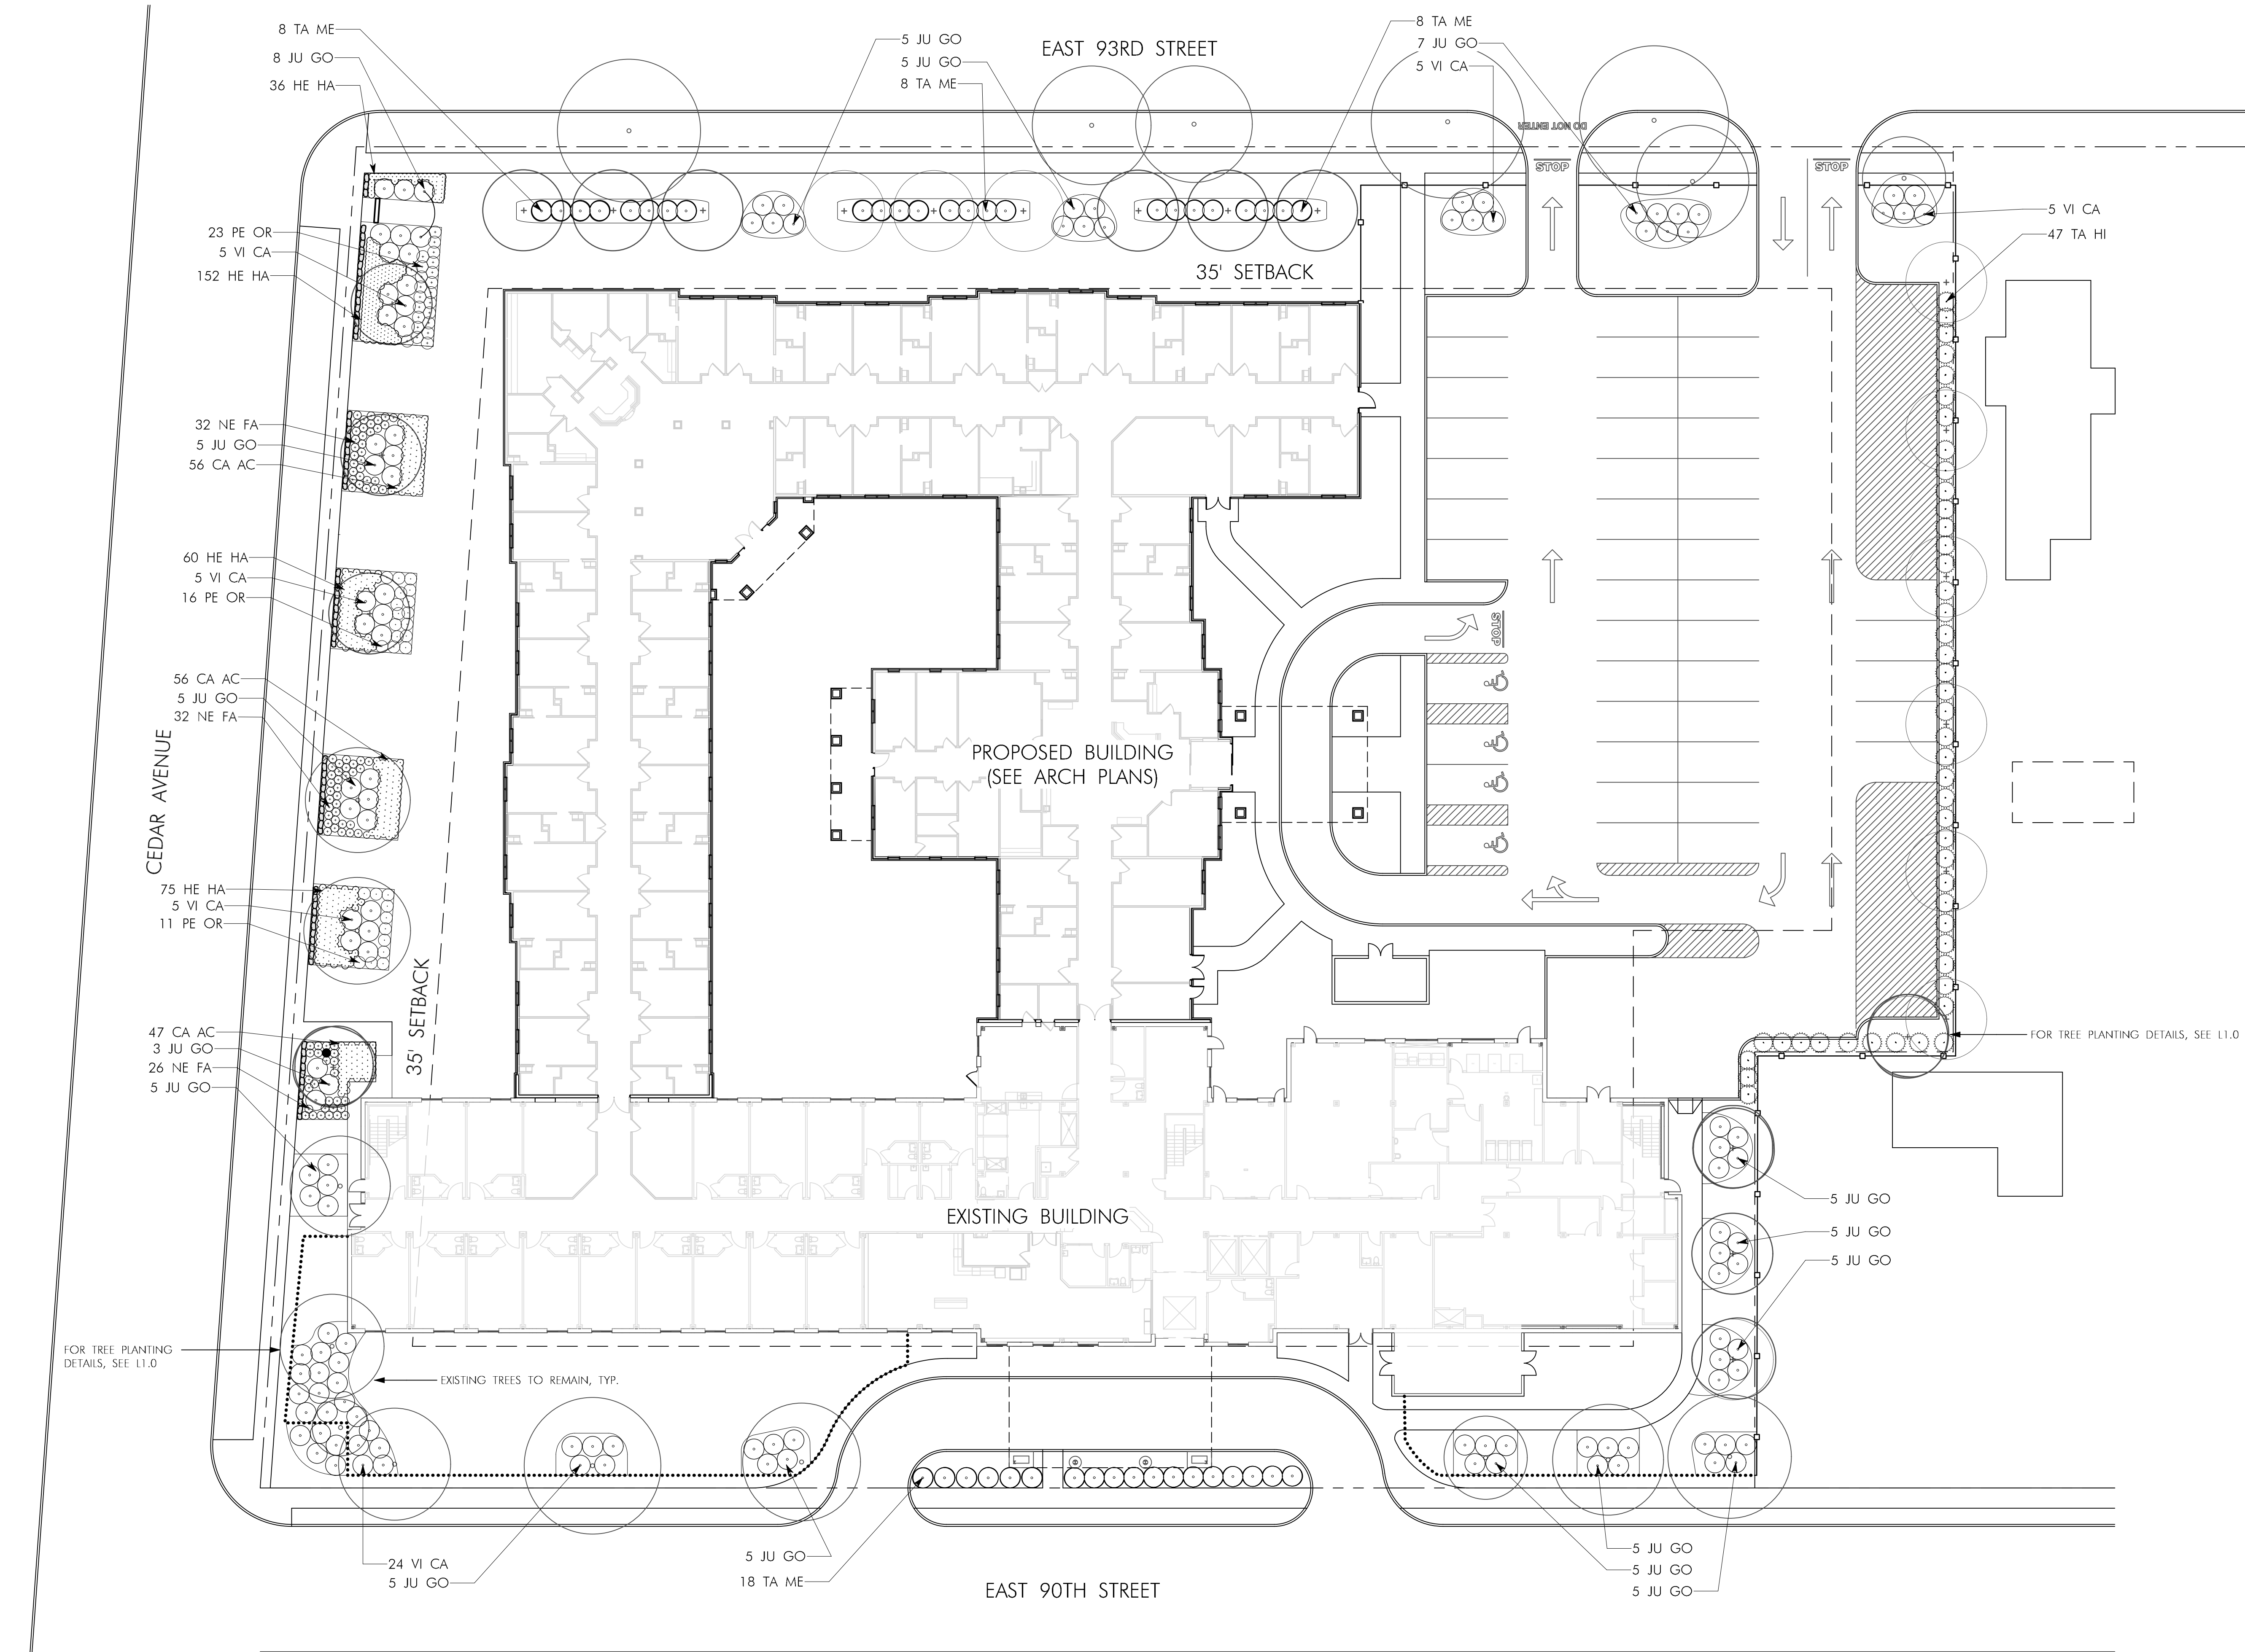 8 TA ME
8 JU GO
36 HE HA
5 JU GO
5 JU GO
8 TA ME
EAST 93RD STREET
8 TA ME
7 JU GO
5 VI CA
DO NOT ENTER
STOP
STOP
5 VI CA
47 TA HI
23 PE OR
5 VI CA
152 HE HA
35' SETBACK
32 NE FA
5 JU GO
56 CA AC
60 HE HA
5 VI CA
16 PE OR
STOP
56 CA AC
5 JU GO
32 NE FA
CEDAR AVENUE
PROPOSED BUILDING
(SEE ARCH PLANS)
75 HE HA
5 VI CA
11 PE OR
35' SETBACK
47 CA AC
3 JU GO
26 NE FA
5 JU GO
FOR TREE PLANTING DETAILS, SEE L1.0
EXISTING BUILDING
5 JU GO
5 JU GO
5 JU GO
FOR TREE PLANTING
DETAILS, SEE L1.0
EXISTING TREES TO REMAIN, TYP.
24 VI CA
5 JU GO
5 JU GO
18 TA ME
EAST 90TH STREET
5 JU GO
5 JU GO
5 JU GO